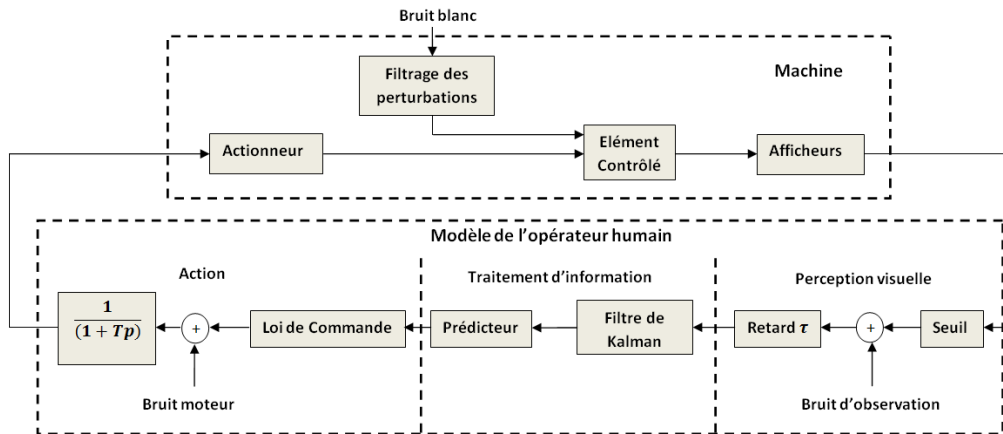 Bruit blanc
Machine
Filtrage des
perturbations
Actionneur
Elément
Contrôlé
Afficheurs
Modèle de l'opérateur humain
Action
Traitement d'information
Perception visuelle
1
(1 + Tp)
+
Loi de Commande
Prédicteur
Filtre de
Kalman
Retard τ
+
Seuil
Bruit moteur
Bruit d'observation